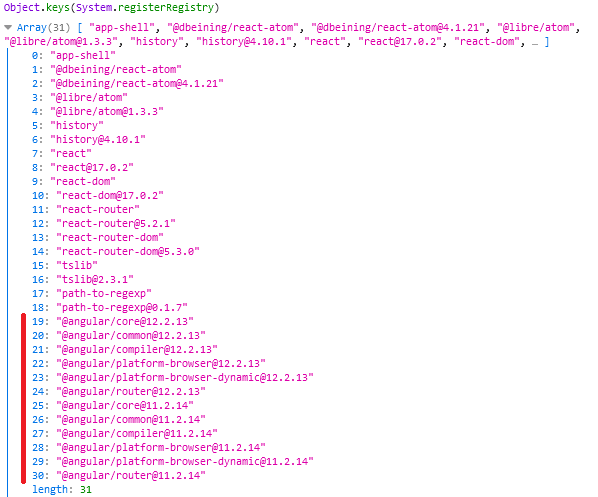 Object.keys(System.registerRegistry)
Array(31) [ "app-shell", "@dbeining/react-atom", "@dbeining/react-atom@4.1.21", "@libre/atom",
"@libre/atom@1.3.3", "history", "history@4.10.1", "react", "react@17.0.2", "react-dom", … ]
0: "app-shell"
1: "@dbeining/react-atom"
2: "@dbeining/react-atom@4.1.21"
3: "@libre/atom"
4: "@libre/atom@1.3.3"
5: "history"
6: "history@4.10.1"
7: "react"
8: "react@17.0.2"
9: "react-dom"
10: "react-dom@17.0.2"
11: "react-router"
12: "react-router@5.2.1"
13: "react-router-dom"
14: "react-router-dom@5.3.0"
15: "tslib"
16: "tslib@2.3.1"
17: "path-to-regexp"
18: "path-to-regexp@0.1.7"
19: "@angular/core@12.2.13"
20: "@angular/common@12.2.13"
21: "@angular/compiler@12.2.13"
22: "@angular/platform-browser@12.2.13"
23: "@angular/platform-browser-dynamic@12.2.13"
24: "@angular/router@12.2.13"
25: "@angular/core@11.2.14"
26: "@angular/common@11.2.14"
27: "@angular/compiler@11.2.14"
28: "@angular/platform-browser@11.2.14"
29: "@angular/platform-browser-dynamic@11.2.14"
30: "@angular/router@11.2.14"
length: 31